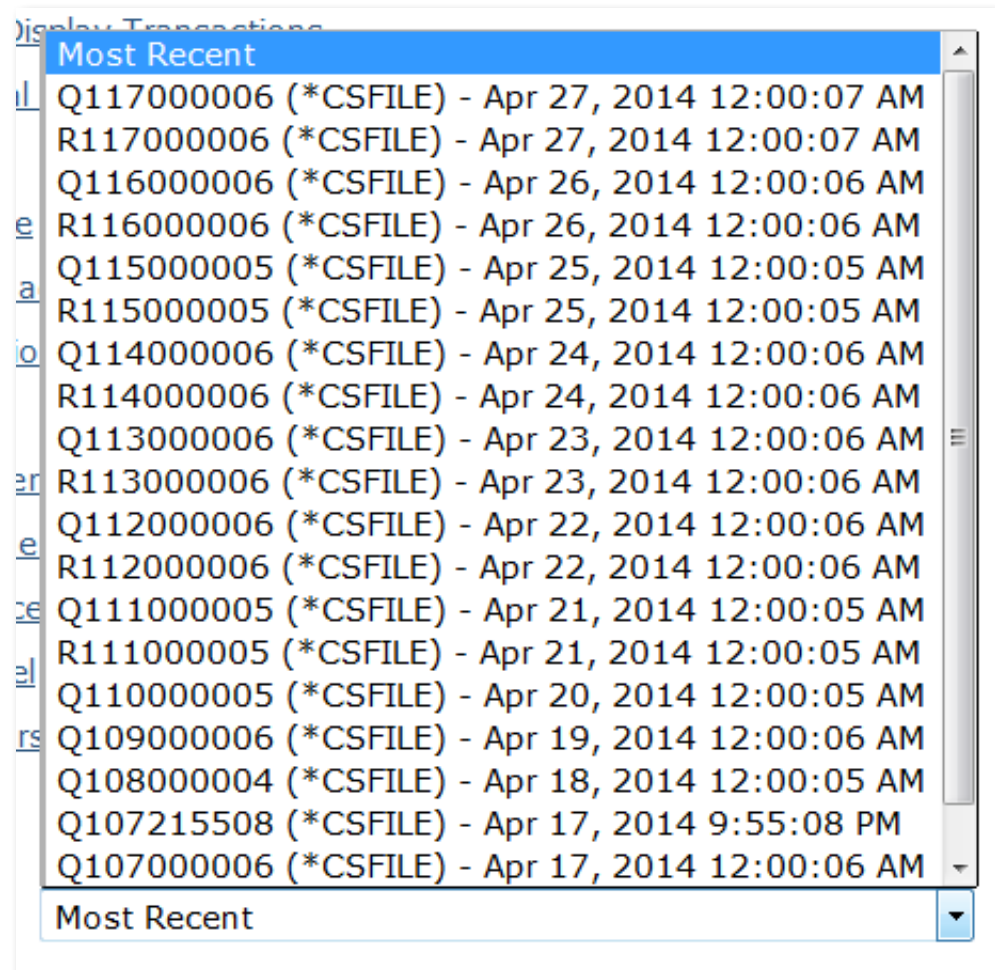 Display Transactions
Most Recent
Q117000006 (*CSFILE) - Apr 27, 2014 12:00:07 AM
R117000006 (*CSFILE) - Apr 27, 2014 12:00:07 AM
Q116000006 (*CSFILE) - Apr 26, 2014 12:00:06 AM
R116000006 (*CSFILE) - Apr 26, 2014 12:00:06 AM
Q115000005 (*CSFILE) - Apr 25, 2014 12:00:05 AM
R115000005 (*CSFILE) - Apr 25, 2014 12:00:05 AM
Q114000006 (*CSFILE) - Apr 24, 2014 12:00:06 AM
R114000006 (*CSFILE) - Apr 24, 2014 12:00:06 AM
Q113000006 (*CSFILE) - Apr 23, 2014 12:00:06 AM
R113000006 (*CSFILE) - Apr 23, 2014 12:00:06 AM
Q112000006 (*CSFILE) - Apr 22, 2014 12:00:06 AM
R112000006 (*CSFILE) - Apr 22, 2014 12:00:06 AM
Q111000005 (*CSFILE) - Apr 21, 2014 12:00:05 AM
R111000005 (*CSFILE) - Apr 21, 2014 12:00:05 AM
Q110000005 (*CSFILE) - Apr 20, 2014 12:00:05 AM
Q109000006 (*CSFILE) - Apr 19, 2014 12:00:06 AM
Q108000004 (*CSFILE) - Apr 18, 2014 12:00:05 AM
Q107215508 (*CSFILE) - Apr 17, 2014 9:55:08 PM
Q107000006 (*CSFILE) - Apr 17, 2014 12:00:06 AM
Most Recent